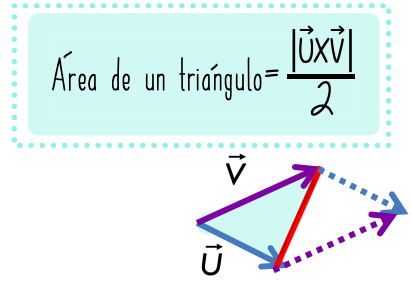 Área de un triángulo = |U⃗XV⃗| / 2
V⃗
U⃗